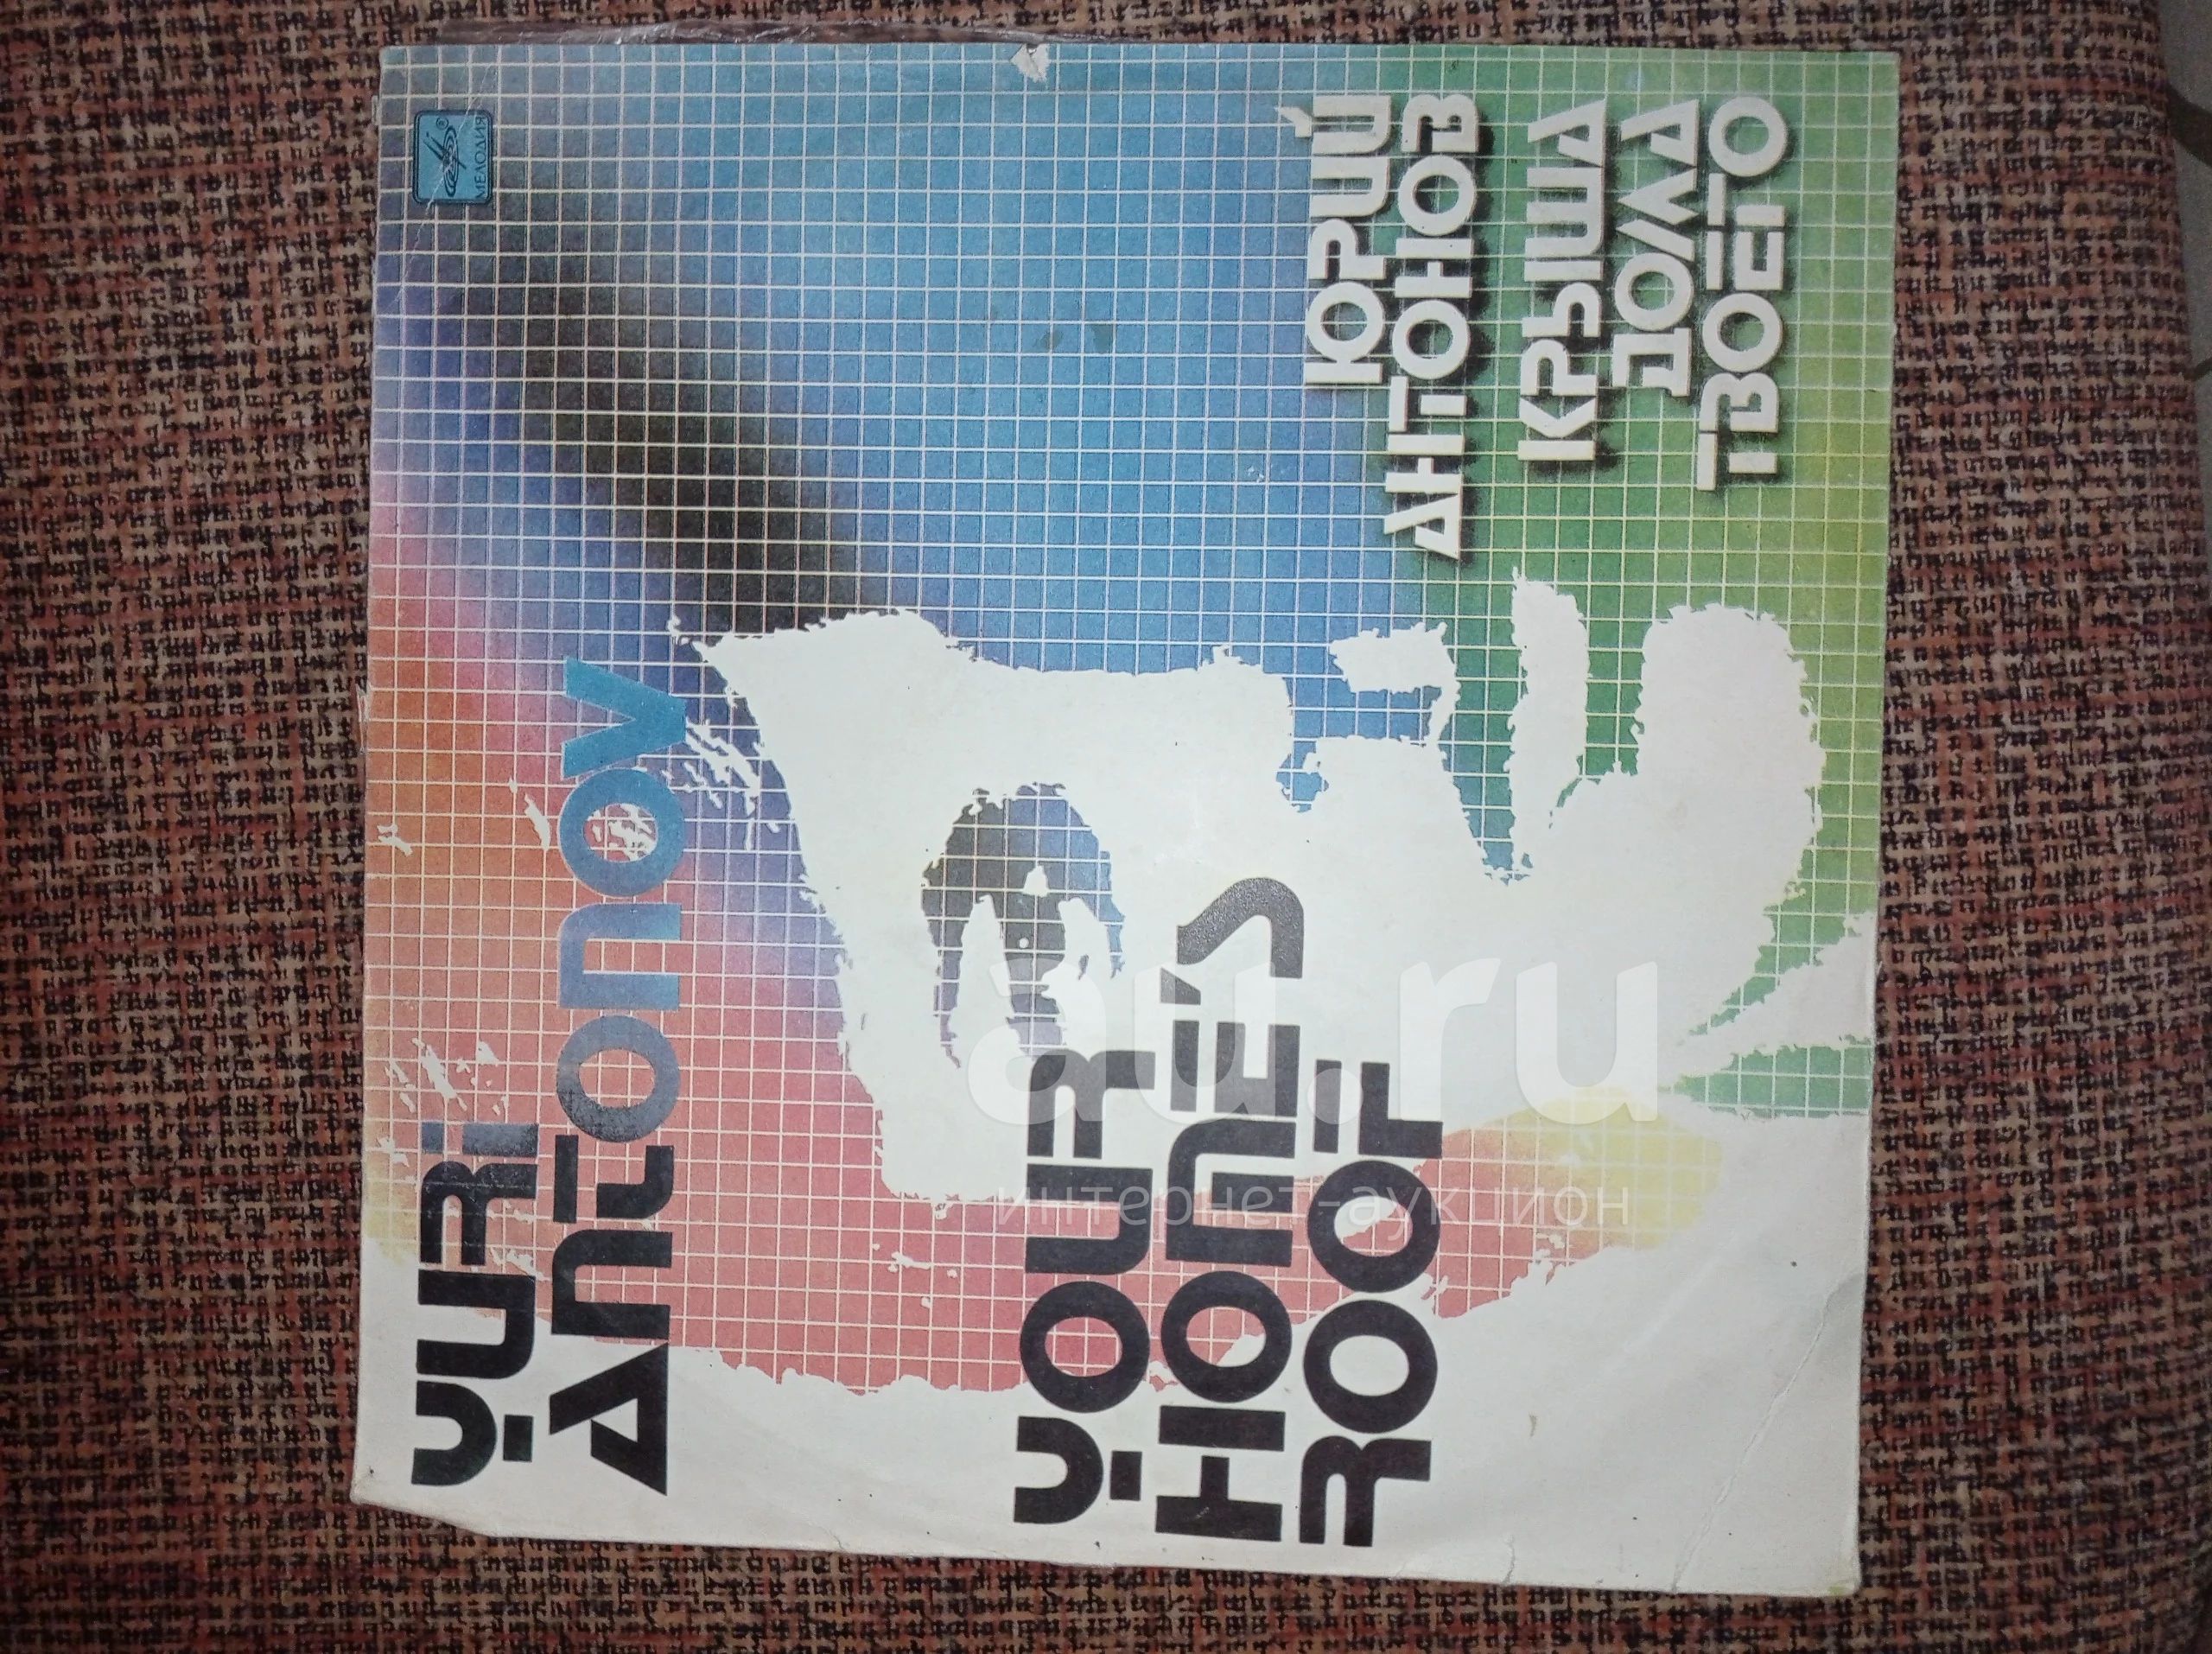 МЕЛОДИЯ
YURI
ANTONOV
YOUR
HOME'S
ROOF
ЮРИЙ
АНТОНОВ
КРЫША
ДОМА
ТВОЕГО
au.ru
интернет-аукцион